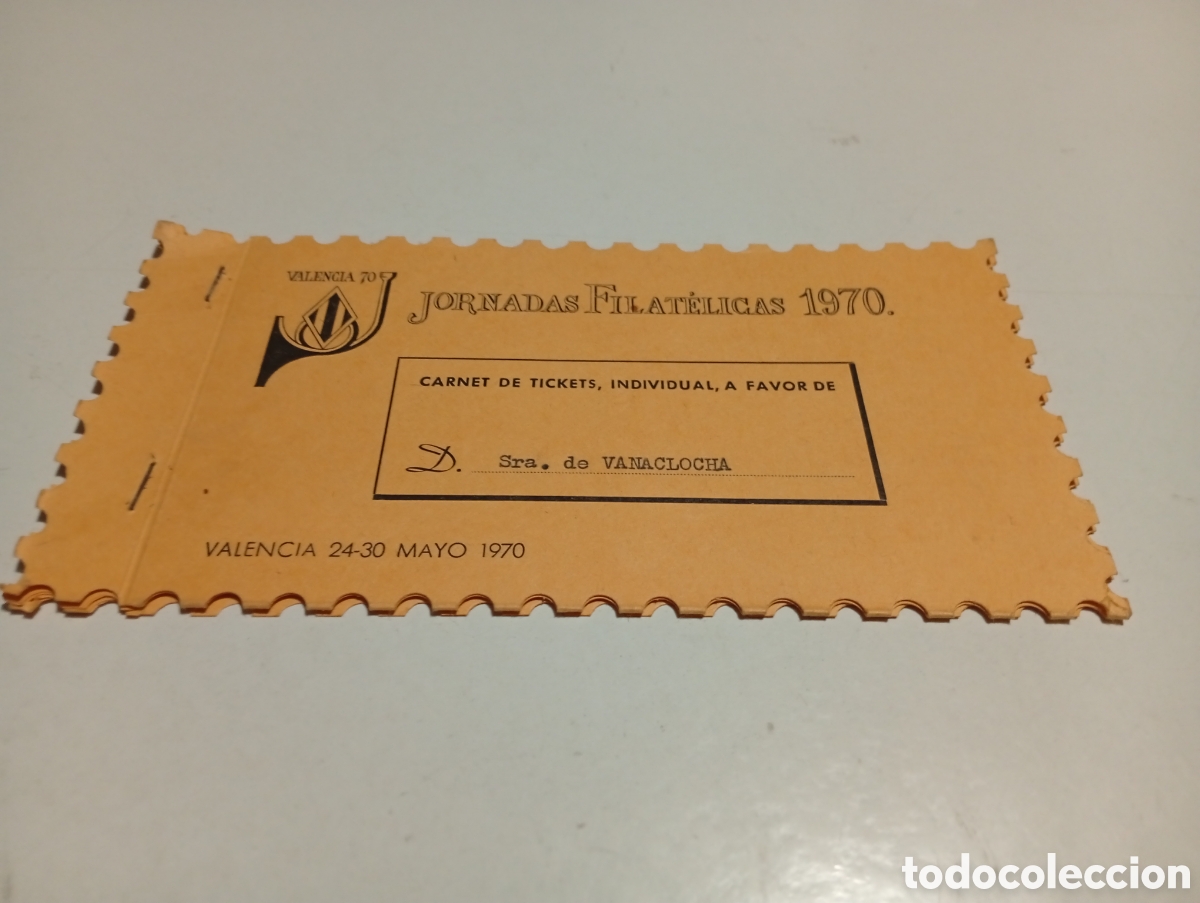 VALENCIA 70
JORNADAS FILATÉLICAS 1970.
CARNET DE TICKETS, INDIVIDUAL, A FAVOR DE
D. Sra. de VANACLOCHA
VALENCIA 24-30 MAYO 1970
todocoleccion